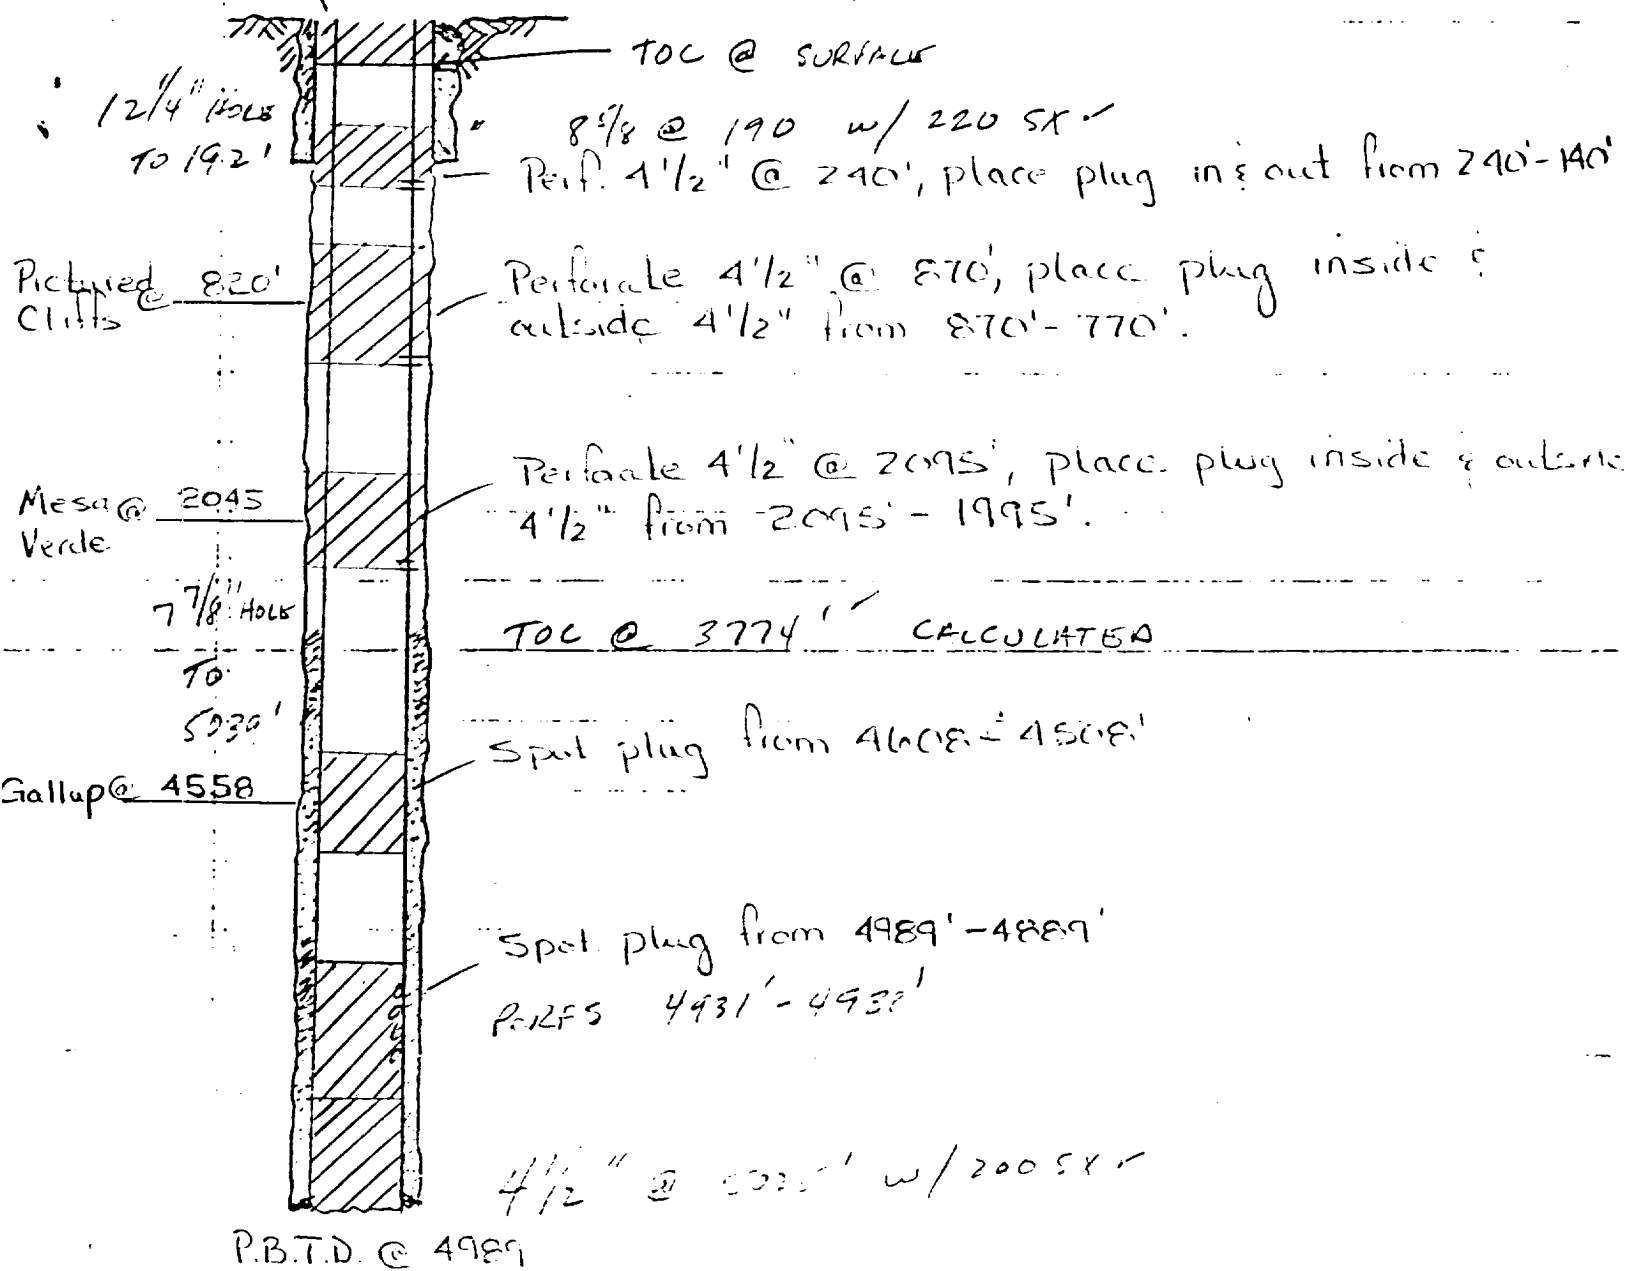 TOC @ SURFACE
12 1/4" HOLE
TO 192'
8 5/8 @ 190 w/ 220 SX ✓
Perf. 4 1/2" @ 240', place plug in & out from 240'-140'
Pictured @ 820'
Cliffs
Perforate 4 1/2" @ 870', place plug inside &
outside 4 1/2" from 870'-770'.
Mesa @ 2045
Verde
Perforate 4 1/2" @ 2095', place plug inside & outside
4 1/2" from 2095' - 1995'.
7 7/8" HOLE
TO
5030'
TOC @ 3774' ✓ CALCULATED
Spot plug from 4608'-4508'
Gallup @ 4558
Spot plug from 4989'-4889'
PERFS 4931'-
4 1/2" @ w/ 200 SX ✓
P.B.T.D. @ 4989